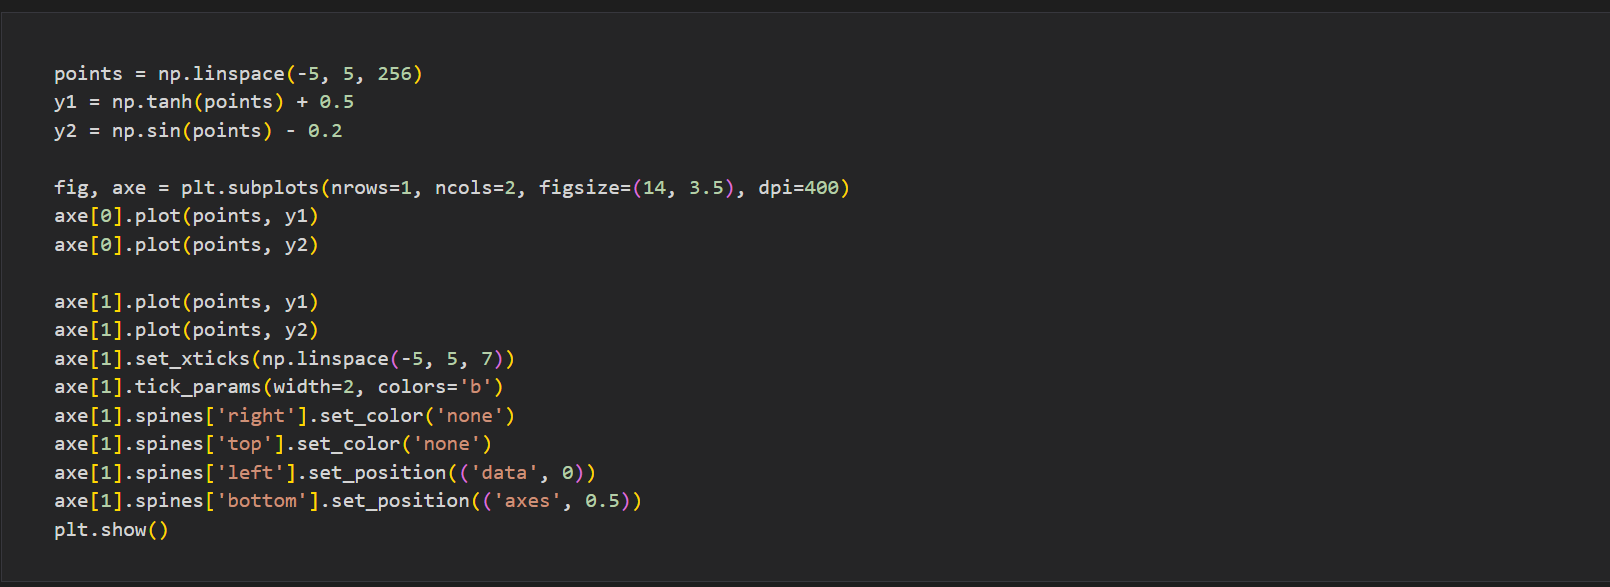 points = np.linspace(-5, 5, 256)
y1 = np.tanh(points) + 0.5
y2 = np.sin(points) - 0.2
fig, axe = plt.subplots(nrows=1, ncols=2, figsize=(14, 3.5), dpi=400)
axe[0].plot(points, y1)
axe[0].plot(points, y2)
axe[1].plot(points, y1)
axe[1].plot(points, y2)
axe[1].set_xticks(np.linspace(-5, 5, 7))
axe[1].tick_params(width=2, colors='b')
axe[1].spines['right'].set_color('none')
axe[1].spines['top'].set_color('none')
axe[1].spines['left'].set_position(('data', 0))
axe[1].spines['bottom'].set_position(('axes', 0.5))
plt.show()